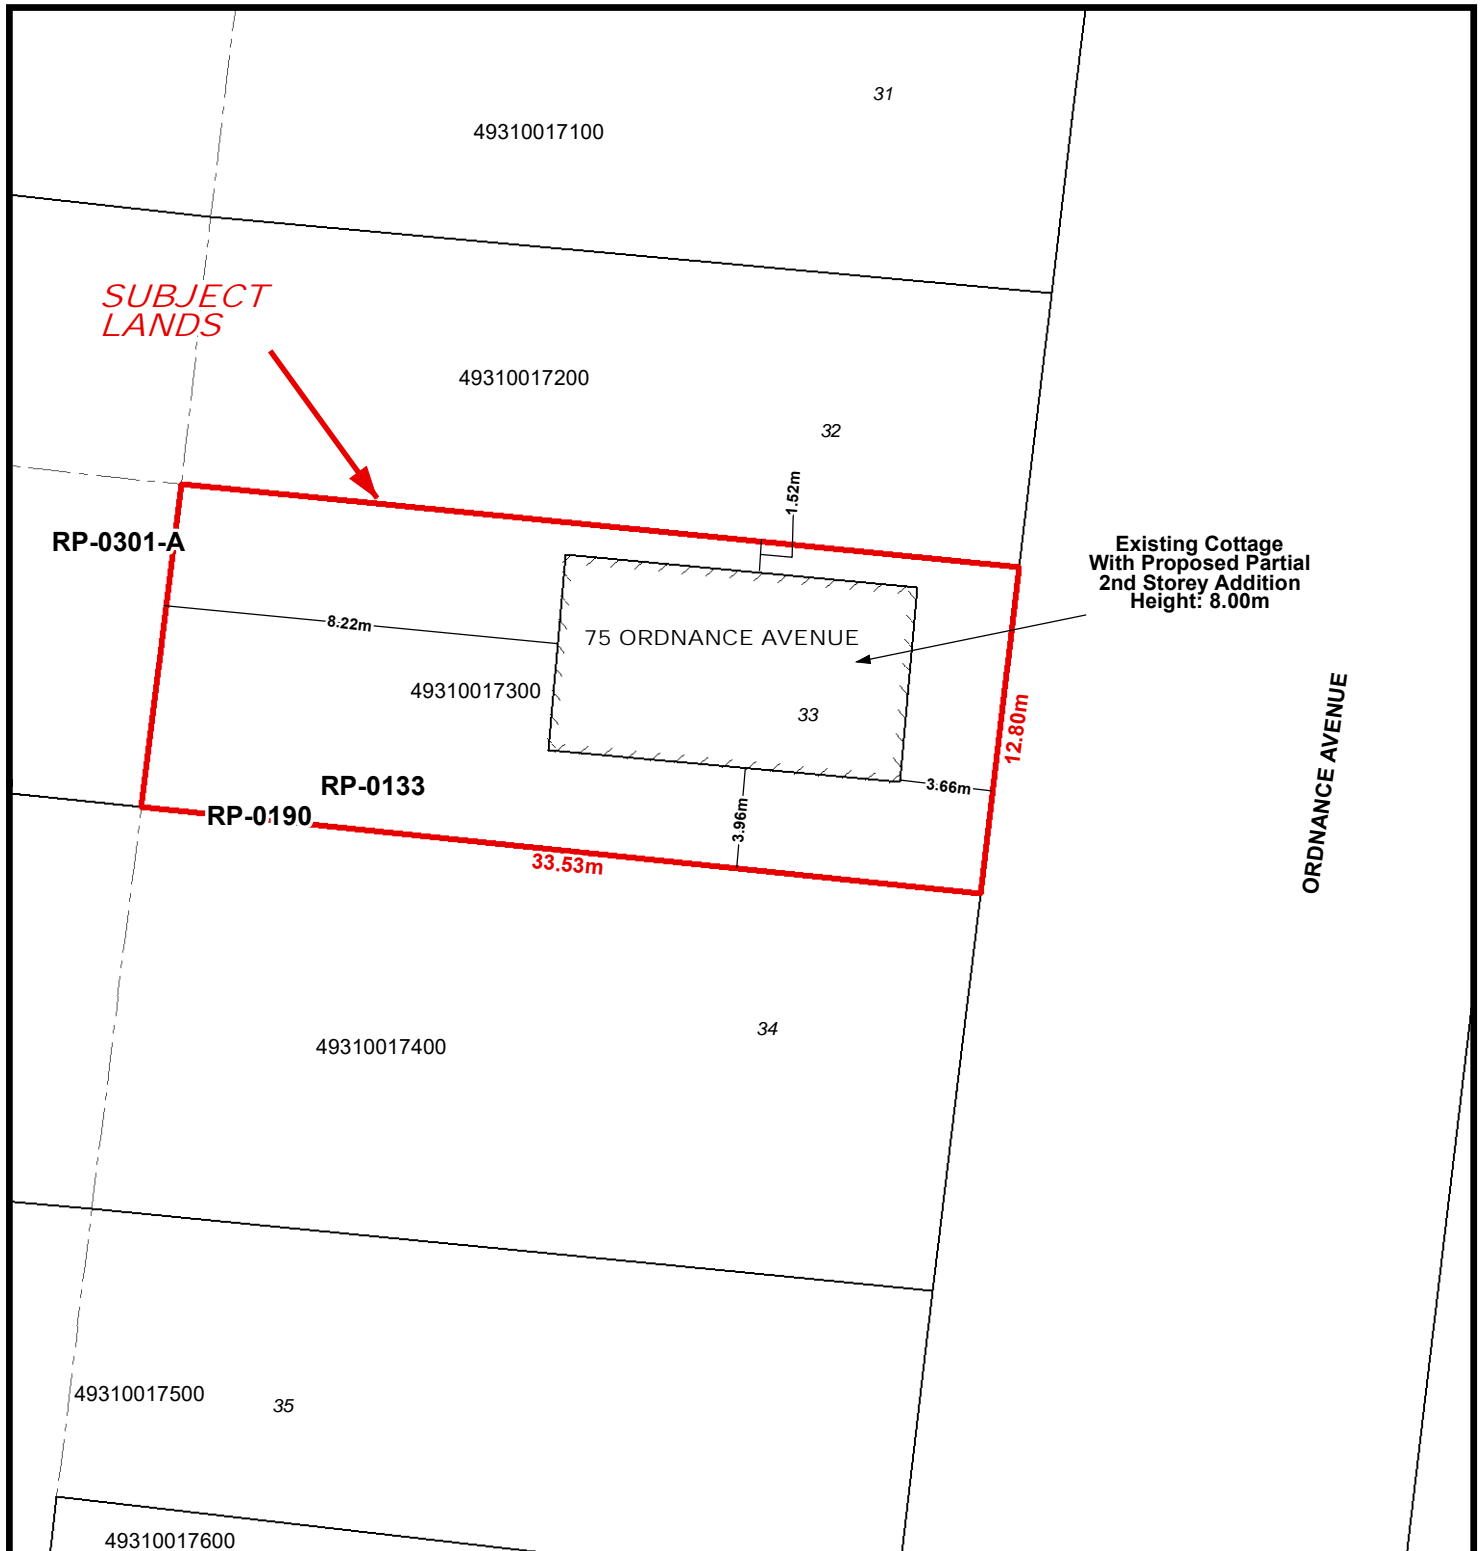 31
49310017100
SUBJECT
LANDS
49310017200
32
1.52m
RP-0301-A
Existing Cottage
With Proposed Partial
2nd Storey Addition
Height: 8.00m
8.22m
75 ORDNANCE AVENUE
49310017300
33
12.80m
ORDNANCE AVENUE
RP-0133
3.66m
RP-0190
3.96m
33.53m
34
49310017400
49310017500
35
49310017600